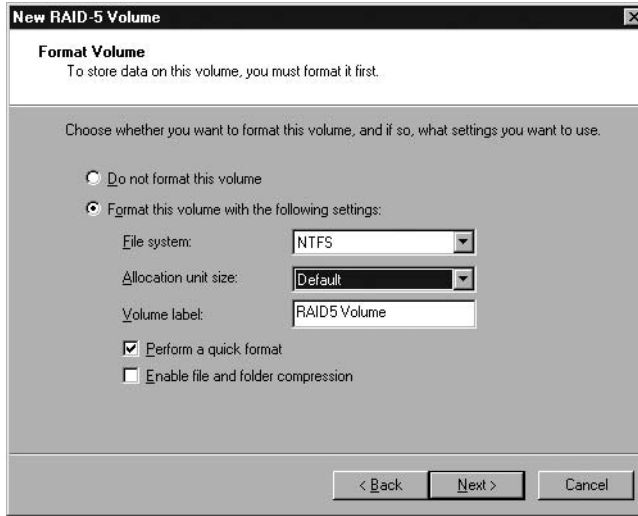 New RAID-5 Volume
Format Volume
To store data on this volume, you must format it first.
Choose whether you want to format this volume, and if so, what settings you want to use.
Do not format this volume
Format this volume with the following settings:
File system: NTFS
Allocation unit size: Default
Volume label: RAID5 Volume
Perform a quick format
Enable file and folder compression
< Back Next > Cancel